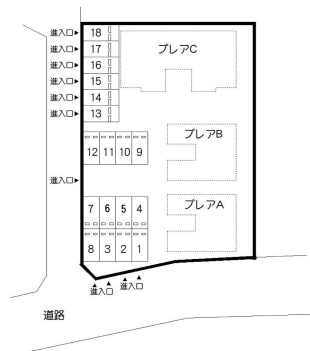 進入口▶ 18
プレアC
進入口▶ 17
進入口▶ 16
進入口▶ 15
進入口▶ 14
進入口▶ 13
プレアB
12 11 10 9
進入口▶
プレアA
7 6 5 4
8 3 2 1
▲ ▲ ▲ ▲
進入口 進入口
道路